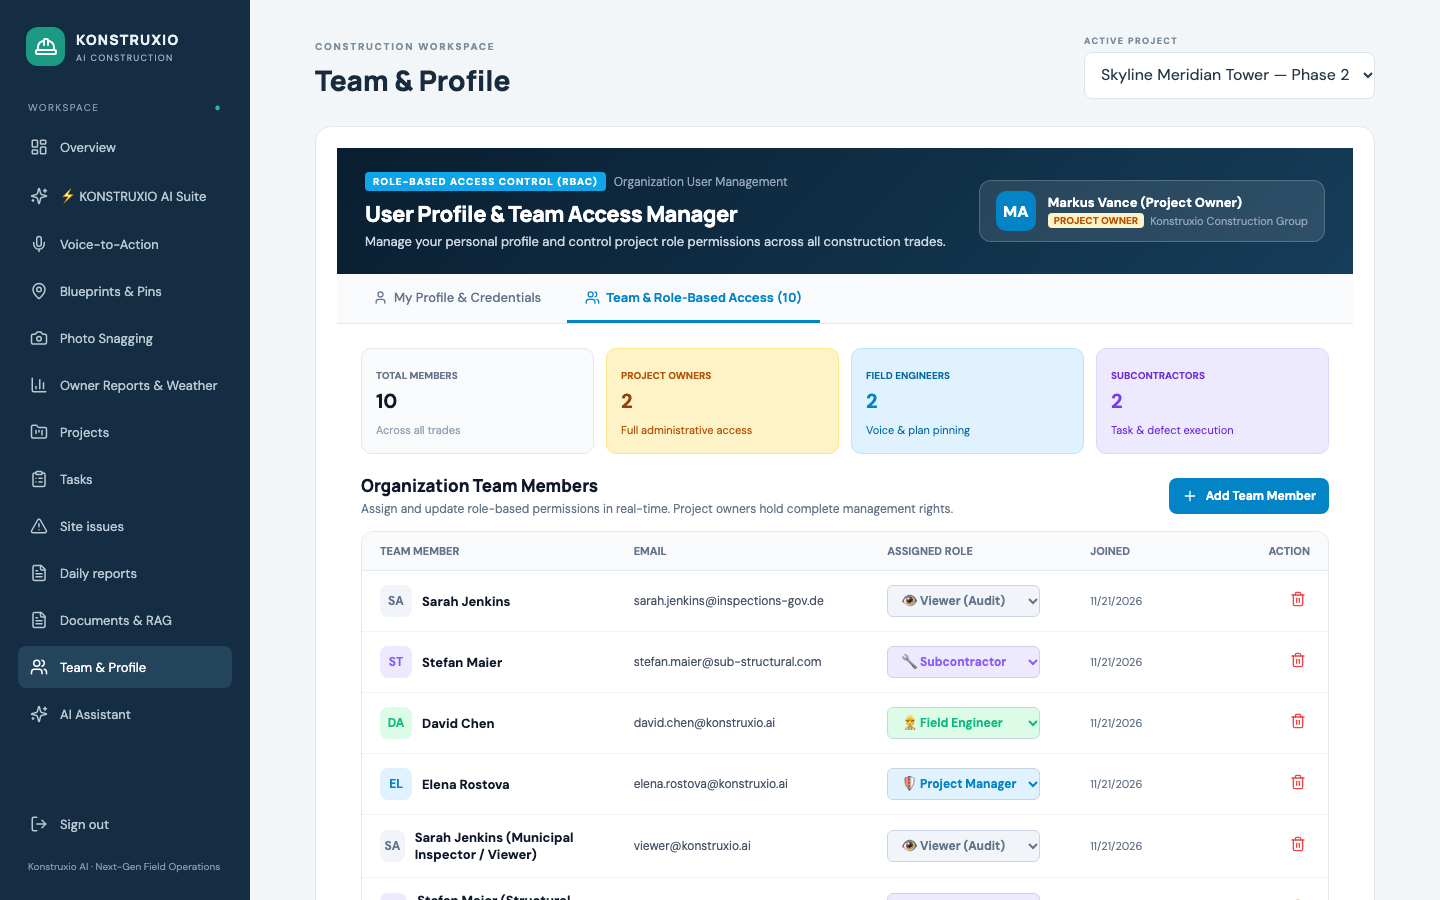 KONSTRUXIO
AI CONSTRUCTION
WORKSPACE
Overview
⚡ KONSTRUXIO AI Suite
Voice-to-Action
Blueprints & Pins
Photo Snagging
Owner Reports & Weather
Projects
Tasks
Site issues
Daily reports
Documents & RAG
Team & Profile
AI Assistant
Sign out
Konstruxio AI · Next-Gen Field Operations
CONSTRUCTION WORKSPACE
Team & Profile
ACTIVE PROJECT
Skyline Meridian Tower — Phase 2
ROLE-BASED ACCESS CONTROL (RBAC) Organization User Management
User Profile & Team Access Manager
Manage your personal profile and control project role permissions across all construction trades.
MA
Markus Vance (Project Owner)
PROJECT OWNER Konstruxio Construction Group
My Profile & Credentials
Team & Role-Based Access (10)
TOTAL MEMBERS
10
Across all trades
PROJECT OWNERS
2
Full administrative access
FIELD ENGINEERS
2
Voice & plan pinning
SUBCONTRACTORS
2
Task & defect execution
Organization Team Members
Assign and update role-based permissions in real-time. Project owners hold complete management rights.
Add Team Member
TEAM MEMBER EMAIL ASSIGNED ROLE JOINED ACTION
SA Sarah Jenkins sarah.jenkins@inspections-gov.de Viewer (Audit) 11/21/2026
ST Stefan Maier stefan.maier@sub-structural.com Subcontractor 11/21/2026
DA David Chen david.chen@konstruxio.ai Field Engineer 11/21/2026
EL Elena Rostova elena.rostova@konstruxio.ai Project Manager 11/21/2026
SA Sarah Jenkins (Municipal Inspector / Viewer) viewer@konstruxio.ai Viewer (Audit) 11/21/2026
Stefan Maier (Structural